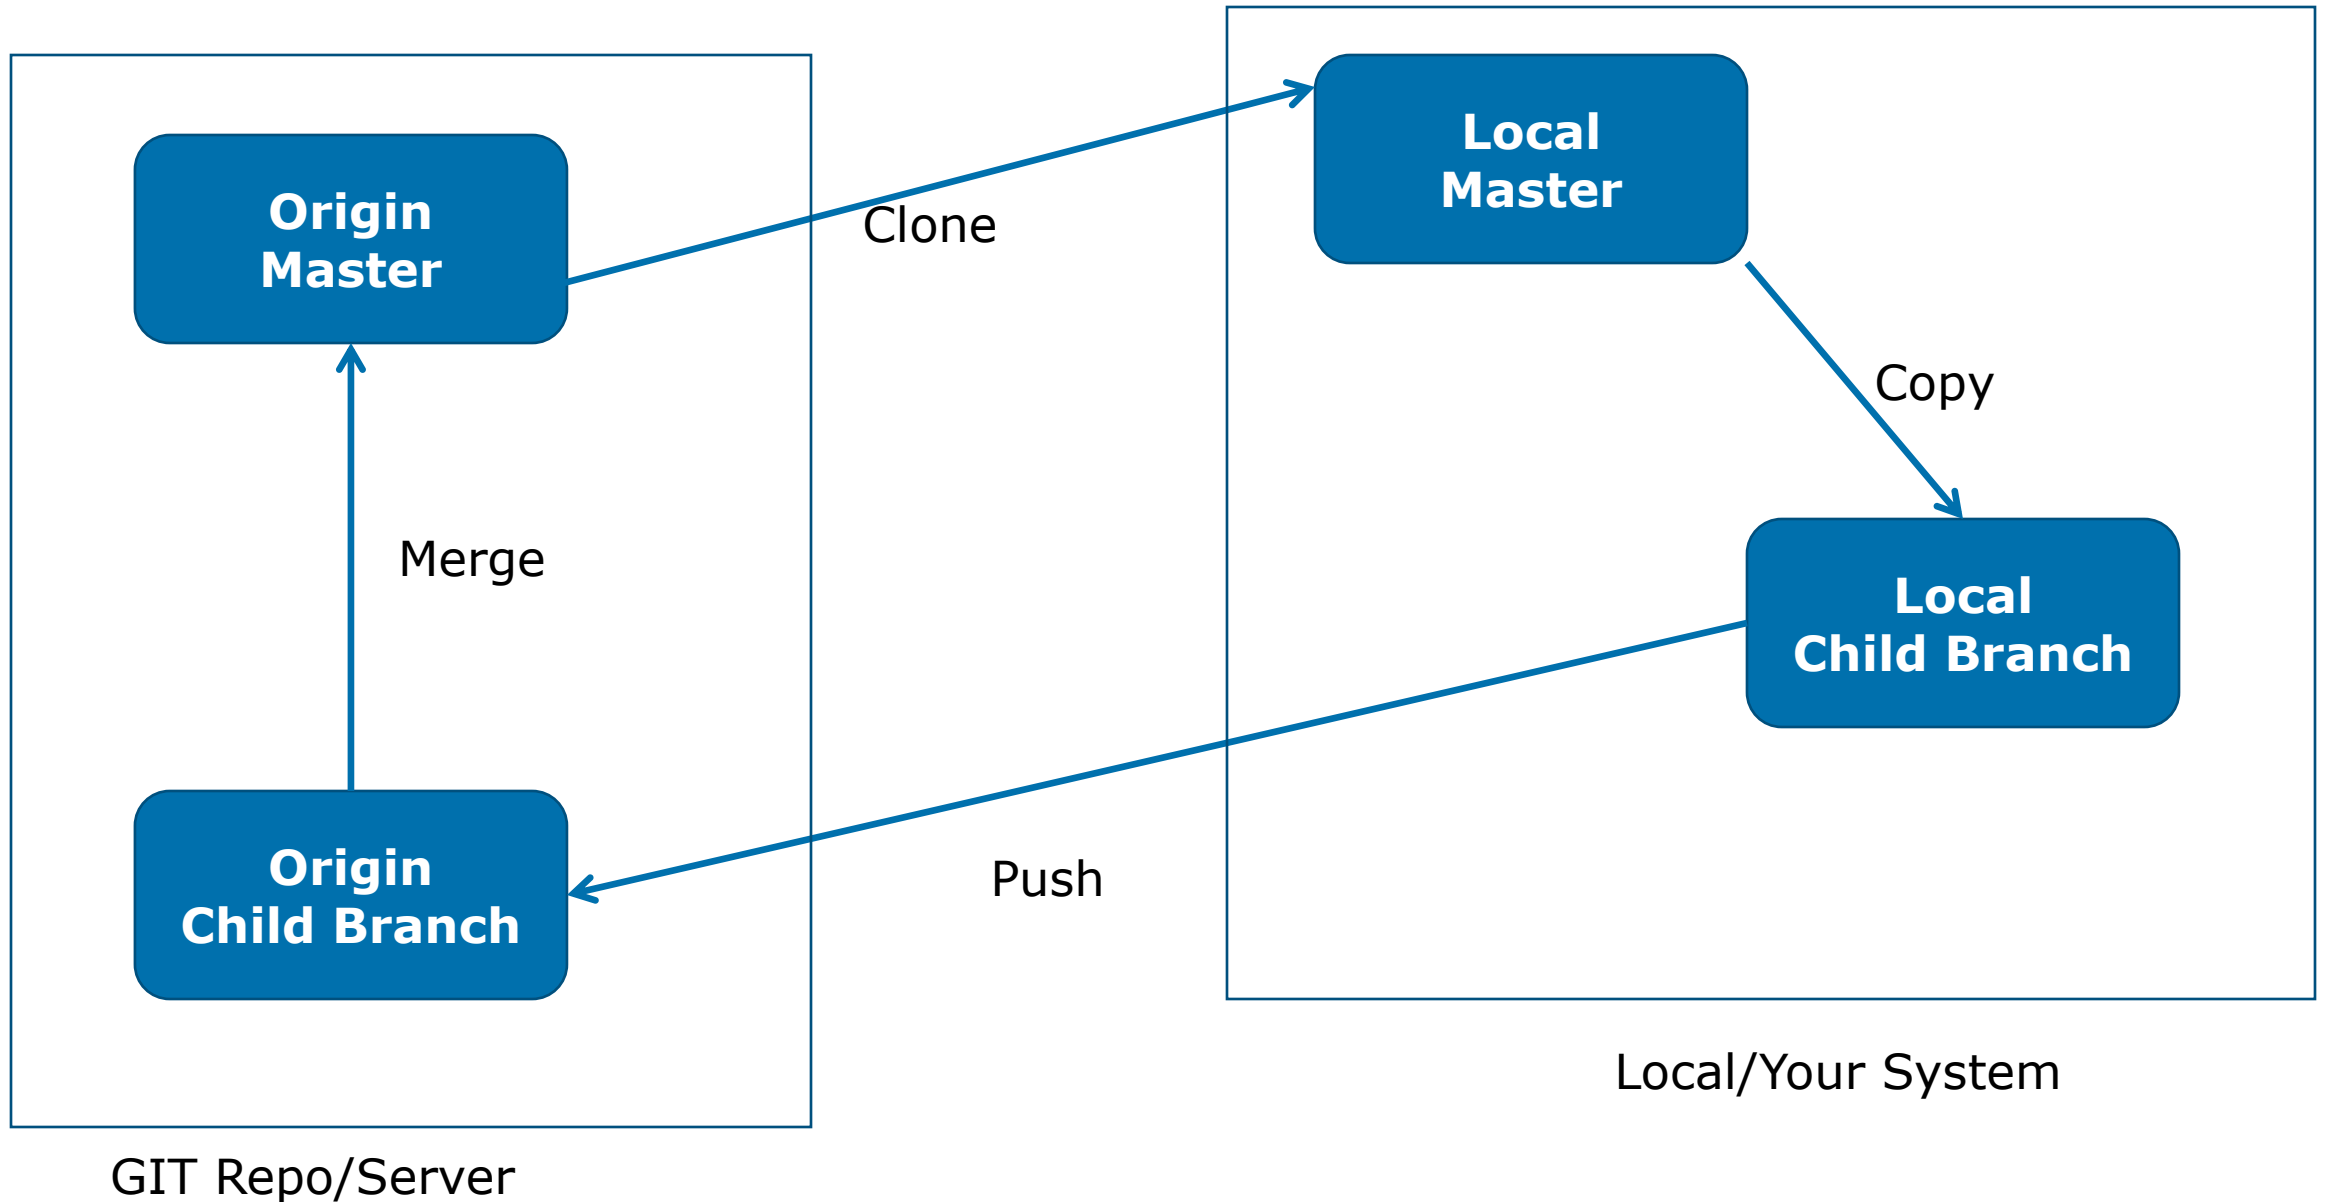 Origin
Master
Clone
Local
Master
Copy
Merge
Local
Child Branch
Origin
Child Branch
Push
Local/Your System
GIT Repo/Server